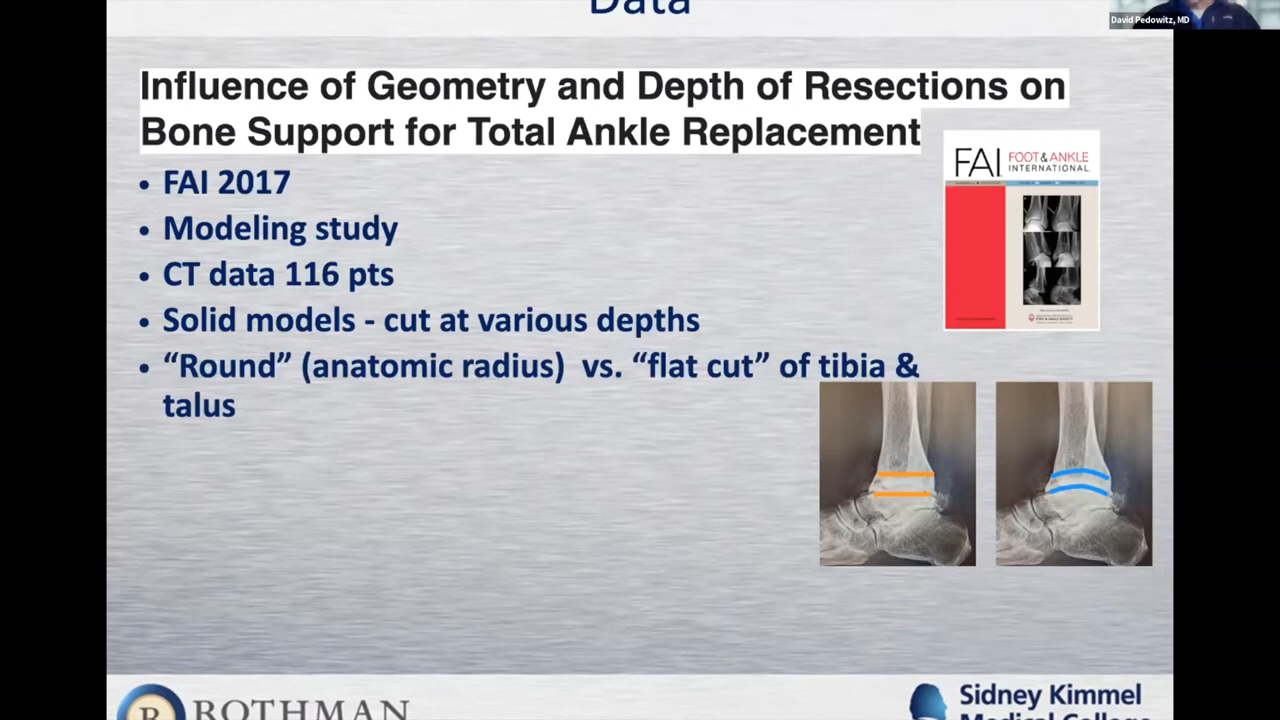 Data
David Pedowitz, MD
Influence of Geometry and Depth of Resections on
Bone Support for Total Ankle Replacement
• FAI 2017
• Modeling study
• CT data 116 pts
• Solid models - cut at various depths
• “Round” (anatomic radius) vs. “flat cut” of tibia &
talus
FAI FOOT & ANKLE
INTERNATIONAL
R ROTHMAN
Sidney Kimmel
Medical College